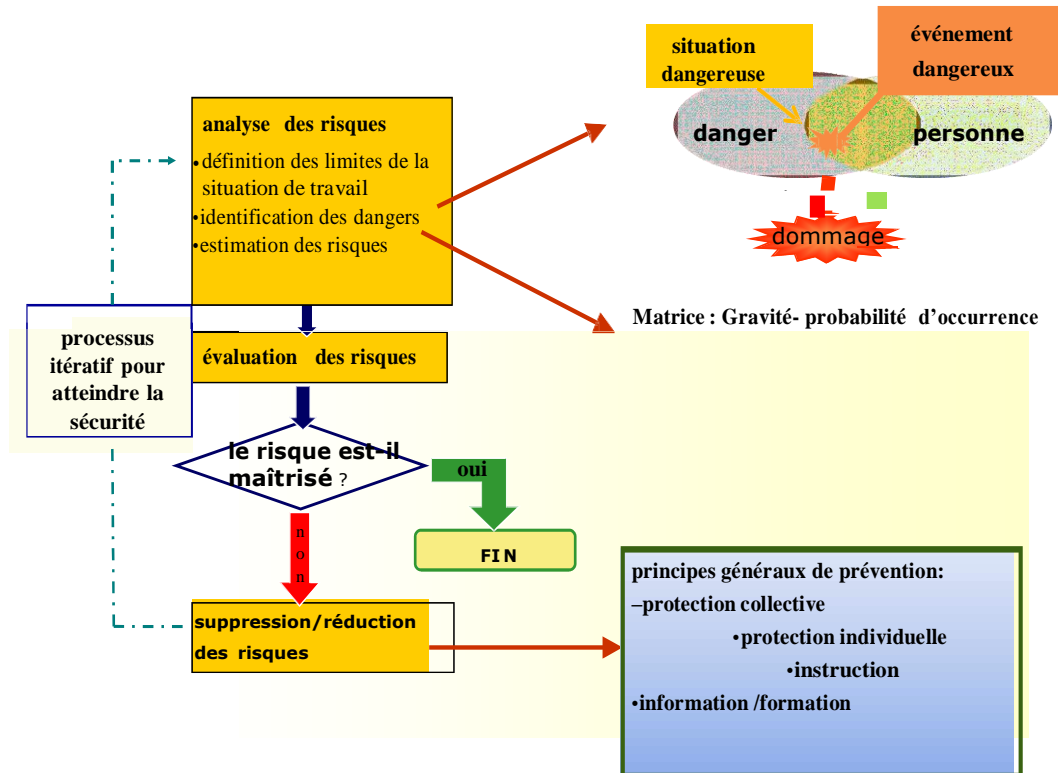 situation
dangereuse
événement
dangereux
danger
personne
dommage
analyse des risques
•définition des limites de la
situation de travail
•identification des dangers
•estimation des risques
Matrice : Gravité- probabilité d’occurrence
processus
itératif pour
atteindre la
sécurité
évaluation des risques
le risque est-il
maîtrisé ?
oui
n
o
n
FIN
suppression/réduction
des risques
principes généraux de prévention:
–protection collective
•protection individuelle
•instruction
•information /formation